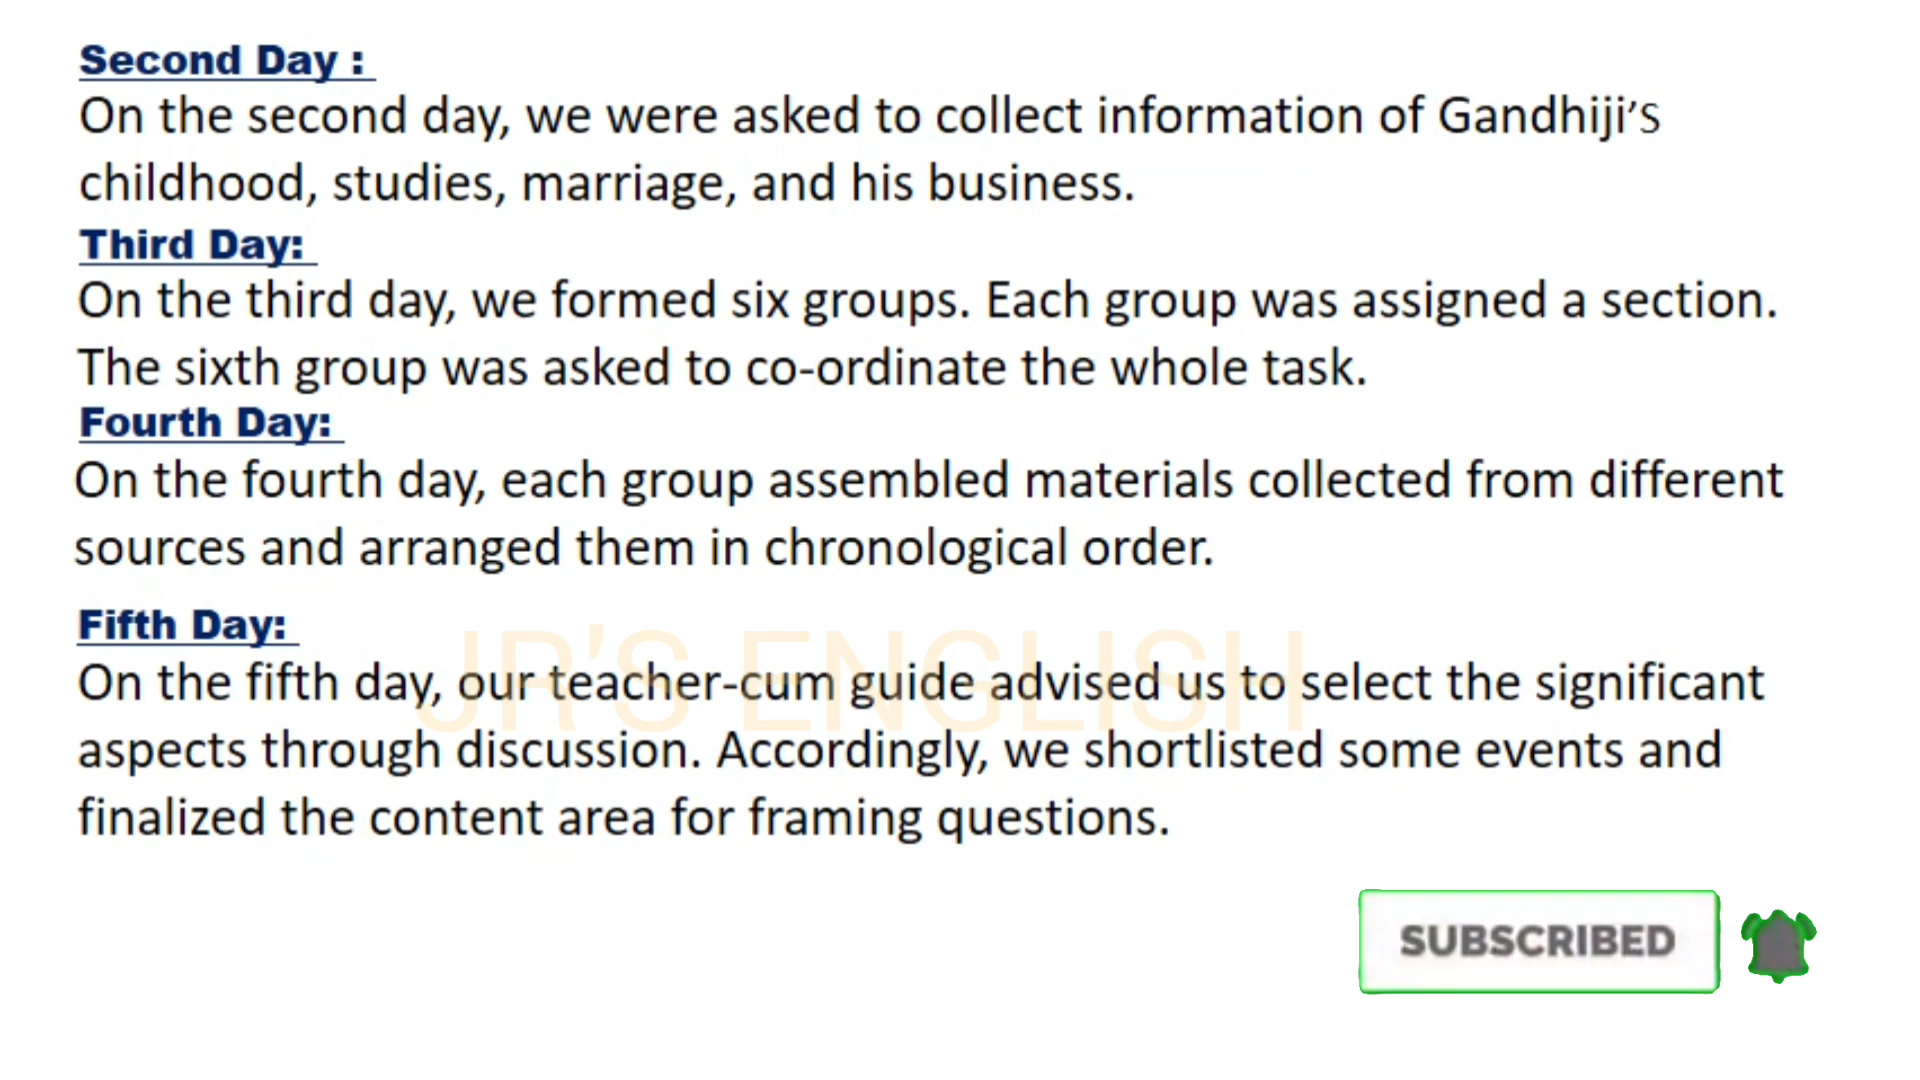 Second Day :
On the second day, we were asked to collect information of Gandhiji's
childhood, studies, marriage, and his business.
Third Day:
On the third day, we formed six groups. Each group was assigned a section.
The sixth group was asked to co-ordinate the whole task.
Fourth Day:
On the fourth day, each group assembled materials collected from different
sources and arranged them in chronological order.
Fifth Day:
On the fifth day, our teacher-cum guide advised us to select the significant
aspects through discussion. Accordingly, we shortlisted some events and
finalized the content area for framing questions.
JR'S ENGLISH
SUBSCRIBED